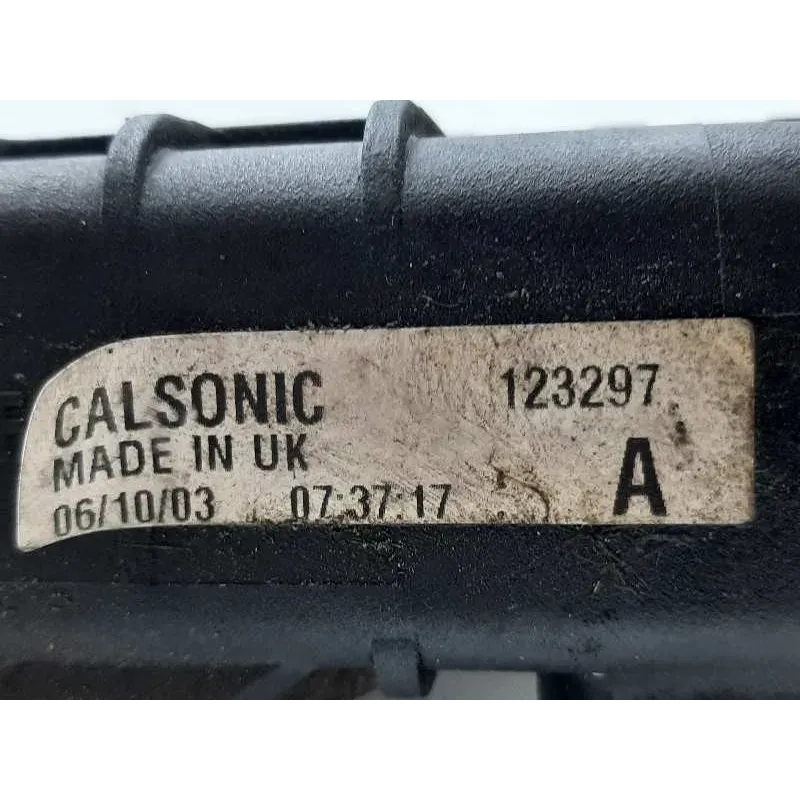 CALSONIC 123297
MADE IN UK
06/10/03 07:37:17 A